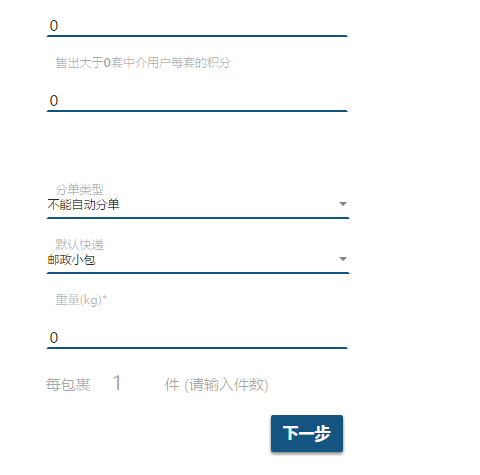 0
售出大于0套中介用户每套的积分
0
分单类型
不能自动分单
默认快递
邮政小包
重量(kg)*
0
每包惠 1 件 (请输入件数)
下一步